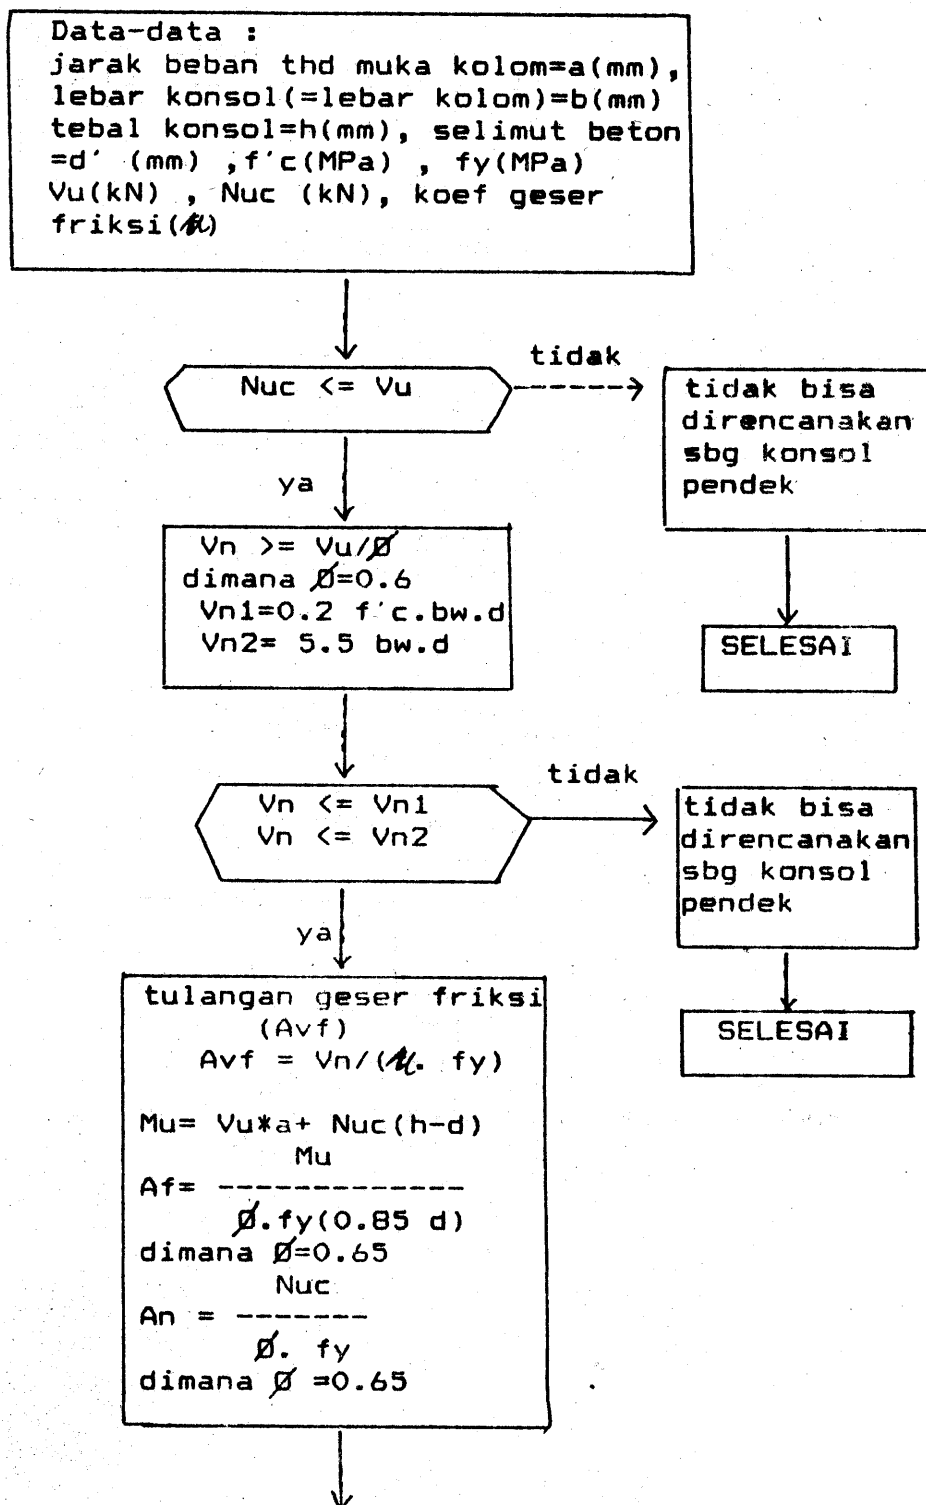 Data-data :
jarak beban thd muka kolom=a(mm),
lebar konsol(=lebar kolom)=b(mm)
tebal konsol=h(mm), selimut beton
=d' (mm) ,f'c(MPa) , fy(MPa)
Vu(kN) , Nuc (kN), koef geser
friksi(μ)
Nuc <= Vu
tidak
tidak bisa
direncanakan
sbg konsol
pendek
SELESAI
ya
Vn >= Vu/Ø
dimana Ø=0.6
Vn1=0.2 f'c.bw.d
Vn2= 5.5 bw.d
Vn <= Vn1
Vn <= Vn2
tidak
tidak bisa
direncanakan
sbg konsol
pendek
SELESAI
ya
tulangan geser friksi
(Avf)
Avf = Vn/(μ. fy)
Mu= Vu*a+ Nuc(h-d)
Mu
Af= -------------
Ø.fy(0.85 d)
dimana Ø=0.65
Nuc
An = -------
Ø. fy
dimana Ø =0.65